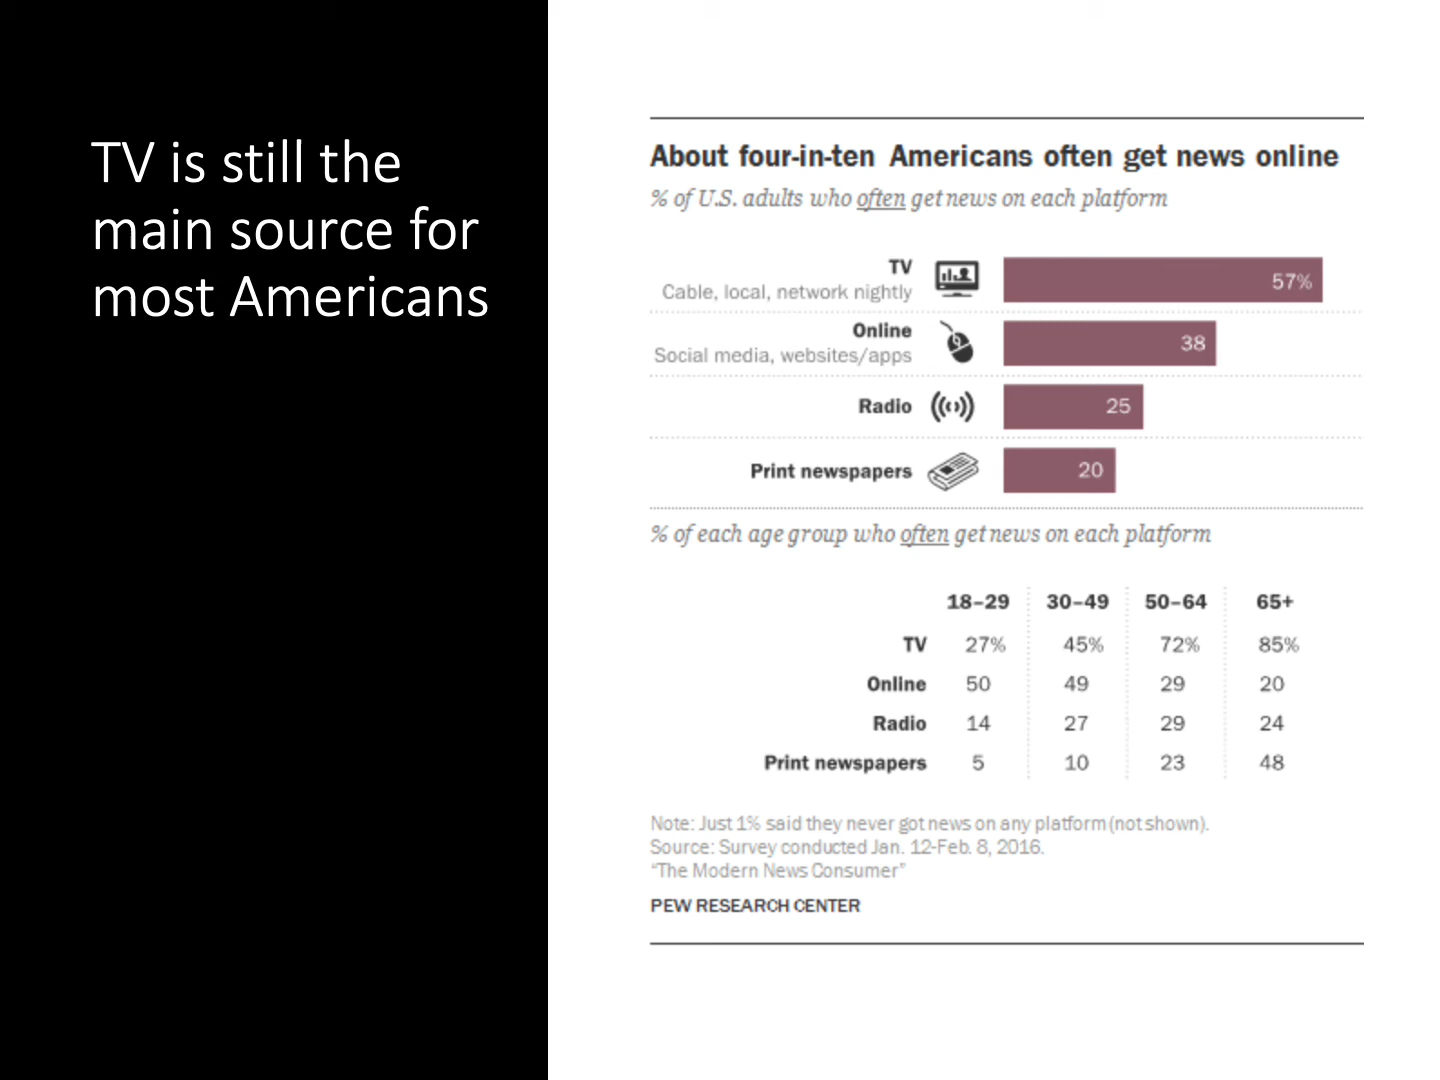 TV is still the
main source for
most Americans
About four-in-ten Americans often get news online
% of U.S. adults who often get news on each platform
TV
Cable, local, network nightly
57%
Online
Social media, websites/apps
38
Radio
25
Print newspapers
20
% of each age group who often get news on each platform
18–29 30–49 50–64 65+
TV 27% 45% 72% 85%
Online 50 49 29 20
Radio 14 27 29 24
Print newspapers 5 10 23 48
Note: Just 1% said they never got news on any platform (not shown).
Source: Survey conducted Jan. 12-Feb. 8, 2016.
“The Modern News Consumer”
PEW RESEARCH CENTER